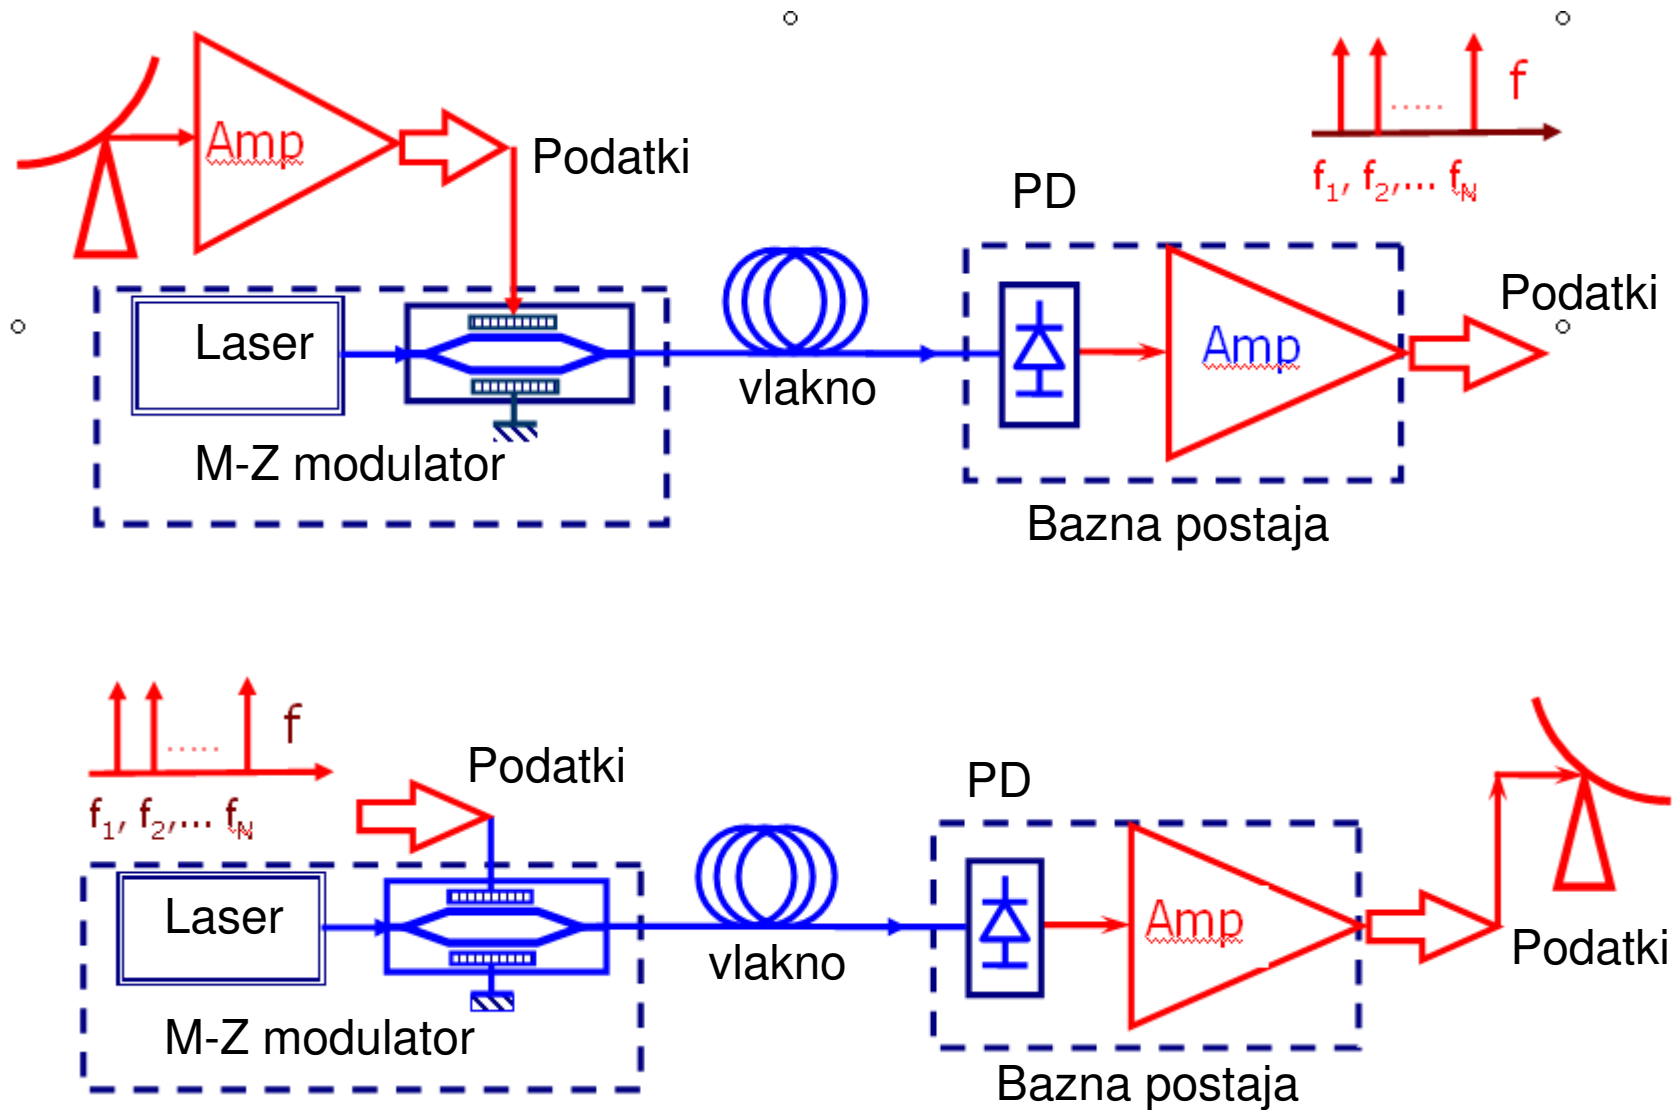 f
f1, f2,... fN
Amp
Podatki
PD
Podatki
Laser
Amp
vlakno
M-Z modulator
Bazna postaja
f
Podatki
f1, f2,... fN
PD
Laser
Amp
vlakno
Podatki
M-Z modulator
Bazna postaja